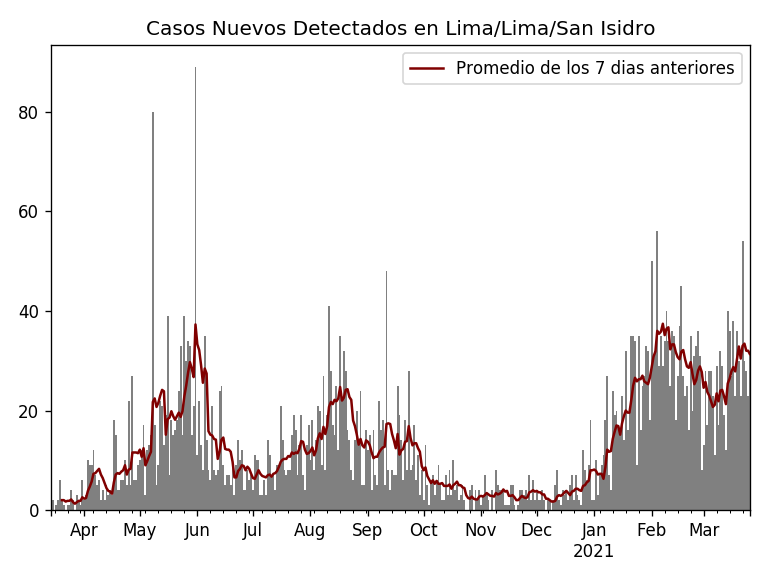 Casos Nuevos Detectados en Lima/Lima/San Isidro
Promedio de los 7 dias anteriores
80
60
40
20
0
Apr May Jun Jul Aug Sep Oct Nov Dec Jan Feb Mar
2021